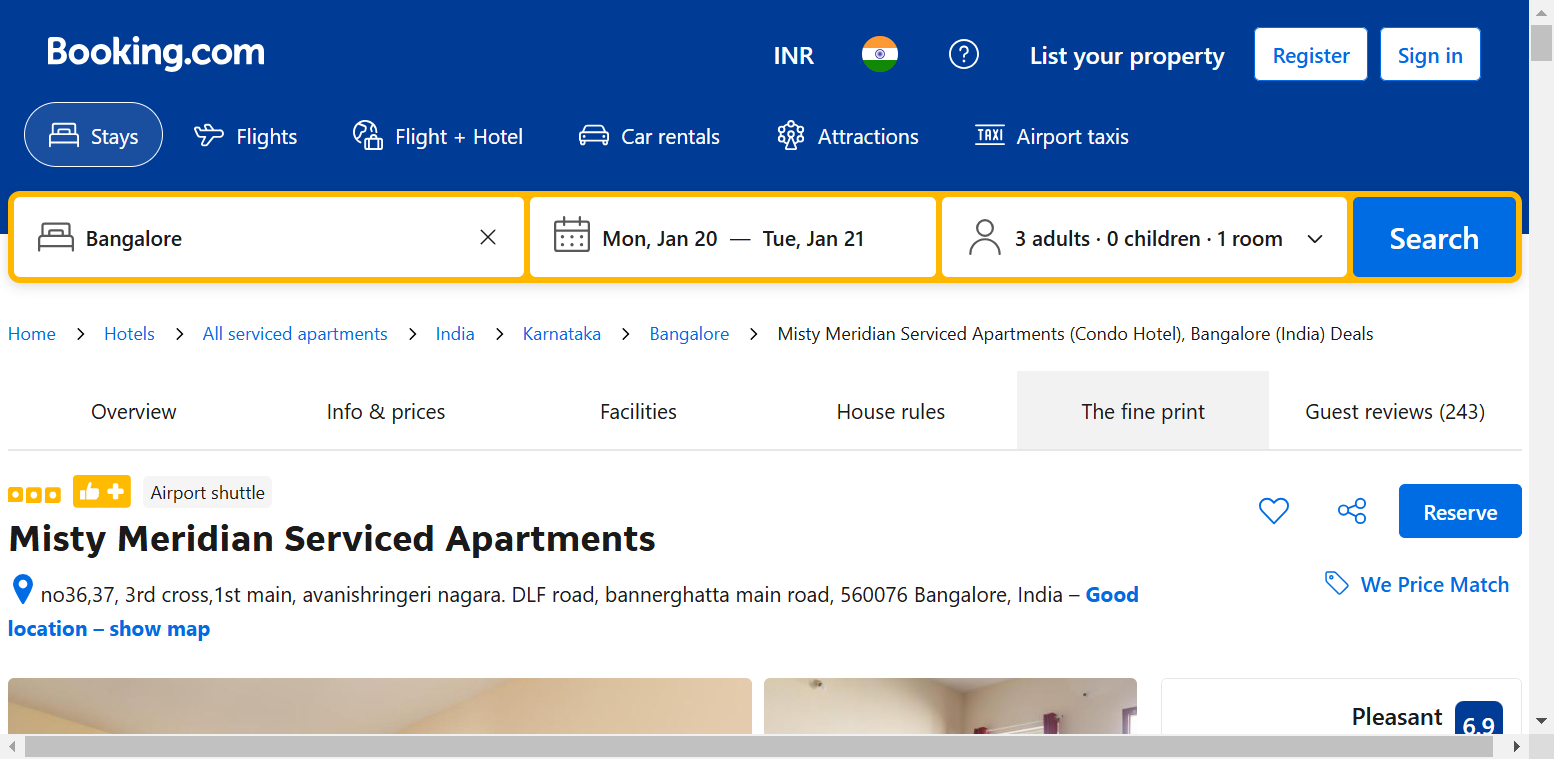 Booking.com
INR
List your property
Register
Sign in
Stays
Flights
Flight + Hotel
Car rentals
Attractions
TAXI
Airport taxis
Bangalore
Mon, Jan 20 — Tue, Jan 21
3 adults · 0 children · 1 room
Search
Home > Hotels > All serviced apartments > India > Karnataka > Bangalore > Misty Meridian Serviced Apartments (Condo Hotel), Bangalore (India) Deals
Overview
Info & prices
Facilities
House rules
The fine print
Guest reviews (243)
Airport shuttle
Reserve
Misty Meridian Serviced Apartments
We Price Match
no36,37, 3rd cross,1st main, avanishringeri nagara. DLF road, bannerghatta main road, 560076 Bangalore, India – Good
location – show map
Pleasant
6.9